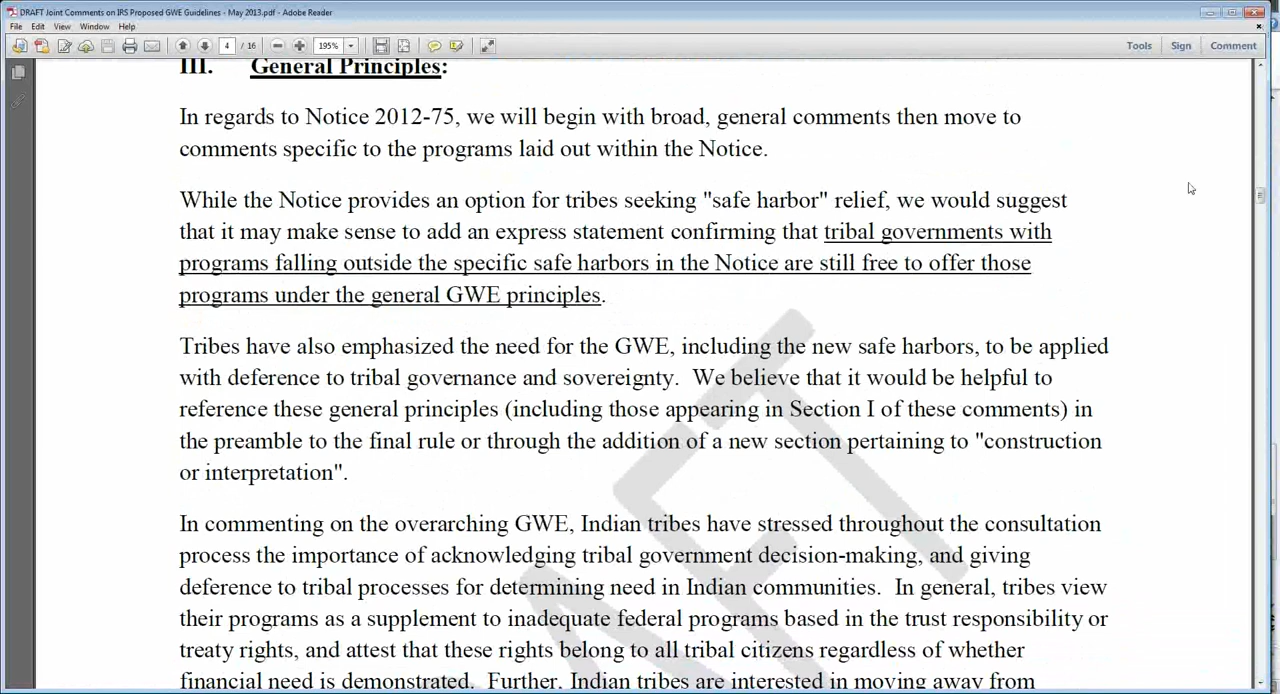 DRAFT Joint Comments on IRS Proposed GWE Guidelines - May 2013.pdf - Adobe Reader
File Edit View Window Help
4 / 16 195% Tools Sign Comment
III. General Principles:
In regards to Notice 2012-75, we will begin with broad, general comments then move to
comments specific to the programs laid out within the Notice.
While the Notice provides an option for tribes seeking "safe harbor" relief, we would suggest
that it may make sense to add an express statement confirming that tribal governments with
programs falling outside the specific safe harbors in the Notice are still free to offer those
programs under the general GWE principles.
Tribes have also emphasized the need for the GWE, including the new safe harbors, to be applied
with deference to tribal governance and sovereignty.  We believe that it would be helpful to
reference these general principles (including those appearing in Section I of these comments) in
the preamble to the final rule or through the addition of a new section pertaining to "construction
or interpretation".
In commenting on the overarching GWE, Indian tribes have stressed throughout the consultation
process the importance of acknowledging tribal government decision-making, and giving
deference to tribal processes for determining need in Indian communities.  In general, tribes view
their programs as a supplement to inadequate federal programs based in the trust responsibility or
treaty rights, and attest that these rights belong to all tribal citizens regardless of whether
financial need is demonstrated.  Further, Indian tribes are interested in moving away from